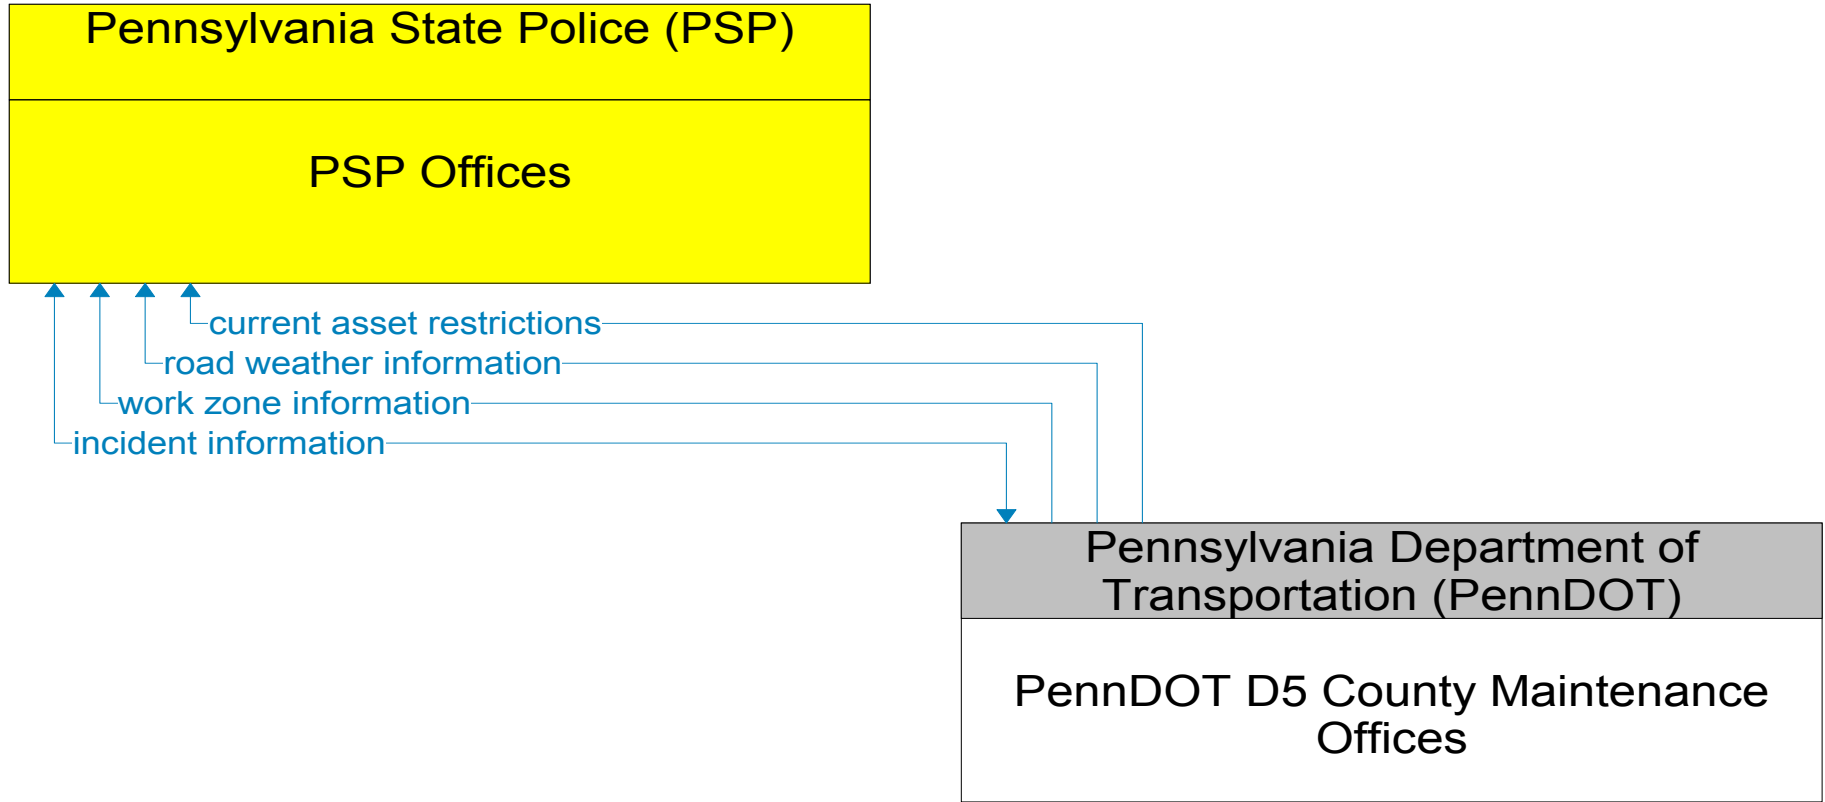 Pennsylvania State Police (PSP)
PSP Offices
current asset restrictions
road weather information
work zone information
incident information
Pennsylvania Department of
Transportation (PennDOT)
PennDOT D5 County Maintenance
Offices